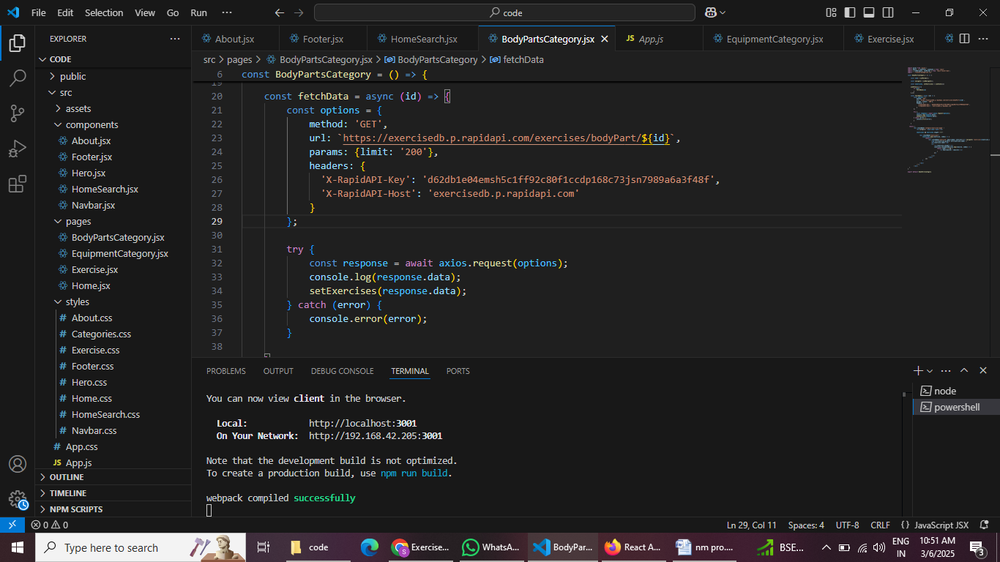 File Edit Selection View Go Run ··· code
EXPLORER ···
About.jsx Footer.jsx HomeSearch.jsx BodyPartsCategory.jsx JS App.js EquipmentCategory.jsx Exercise.jsx ···
CODE
public
src
assets
components
About.jsx
Footer.jsx
Hero.jsx
HomeSearch.jsx
Navbar.jsx
pages
BodyPartsCategory.jsx
EquipmentCategory.jsx
Exercise.jsx
Home.jsx
styles
# About.css
# Categories.css
# Exercise.css
# Footer.css
# Hero.css
# Home.css
# HomeSearch.css
# Navbar.css
# App.css
JS App.js
OUTLINE
TIMELINE
NPM SCRIPTS
src > pages > BodyPartsCategory.jsx > BodyPartsCategory > fetchData
6 const BodyPartsCategory = () => {
19
20 const fetchData = async (id) => {
21 const options = {
22 method: 'GET',
23 url: `https://exercisedb.p.rapidapi.com/exercises/bodyPart/${id}`,
24 params: {limit: '200'},
25 headers: {
26 'X-RapidAPI-Key': 'd62db1e04emsh5c1ff92c80f1ccdp168c73jsn7989a6a3f48f',
27 'X-RapidAPI-Host': 'exercisedb.p.rapidapi.com'
28 }
29 };
30
31 try {
32 const response = await axios.request(options);
33 console.log(response.data);
34 setExercises(response.data);
35 } catch (error) {
36 console.error(error);
37 }
38
PROBLEMS OUTPUT DEBUG CONSOLE TERMINAL PORTS
You can now view client in the browser.
Local: http://localhost:3001
On Your Network: http://192.168.42.205:3001
Note that the development build is not optimized.
To create a production build, use npm run build.
webpack compiled successfully
node
powershell
0 0 Ln 29, Col 11 Spaces: 4 UTF-8 CRLF {} JavaScript JSX
Type here to search code Exercise... WhatsA... BodyPar... React A... nm pro.... BSE... ENG IN 10:51 AM 3/6/2025 3